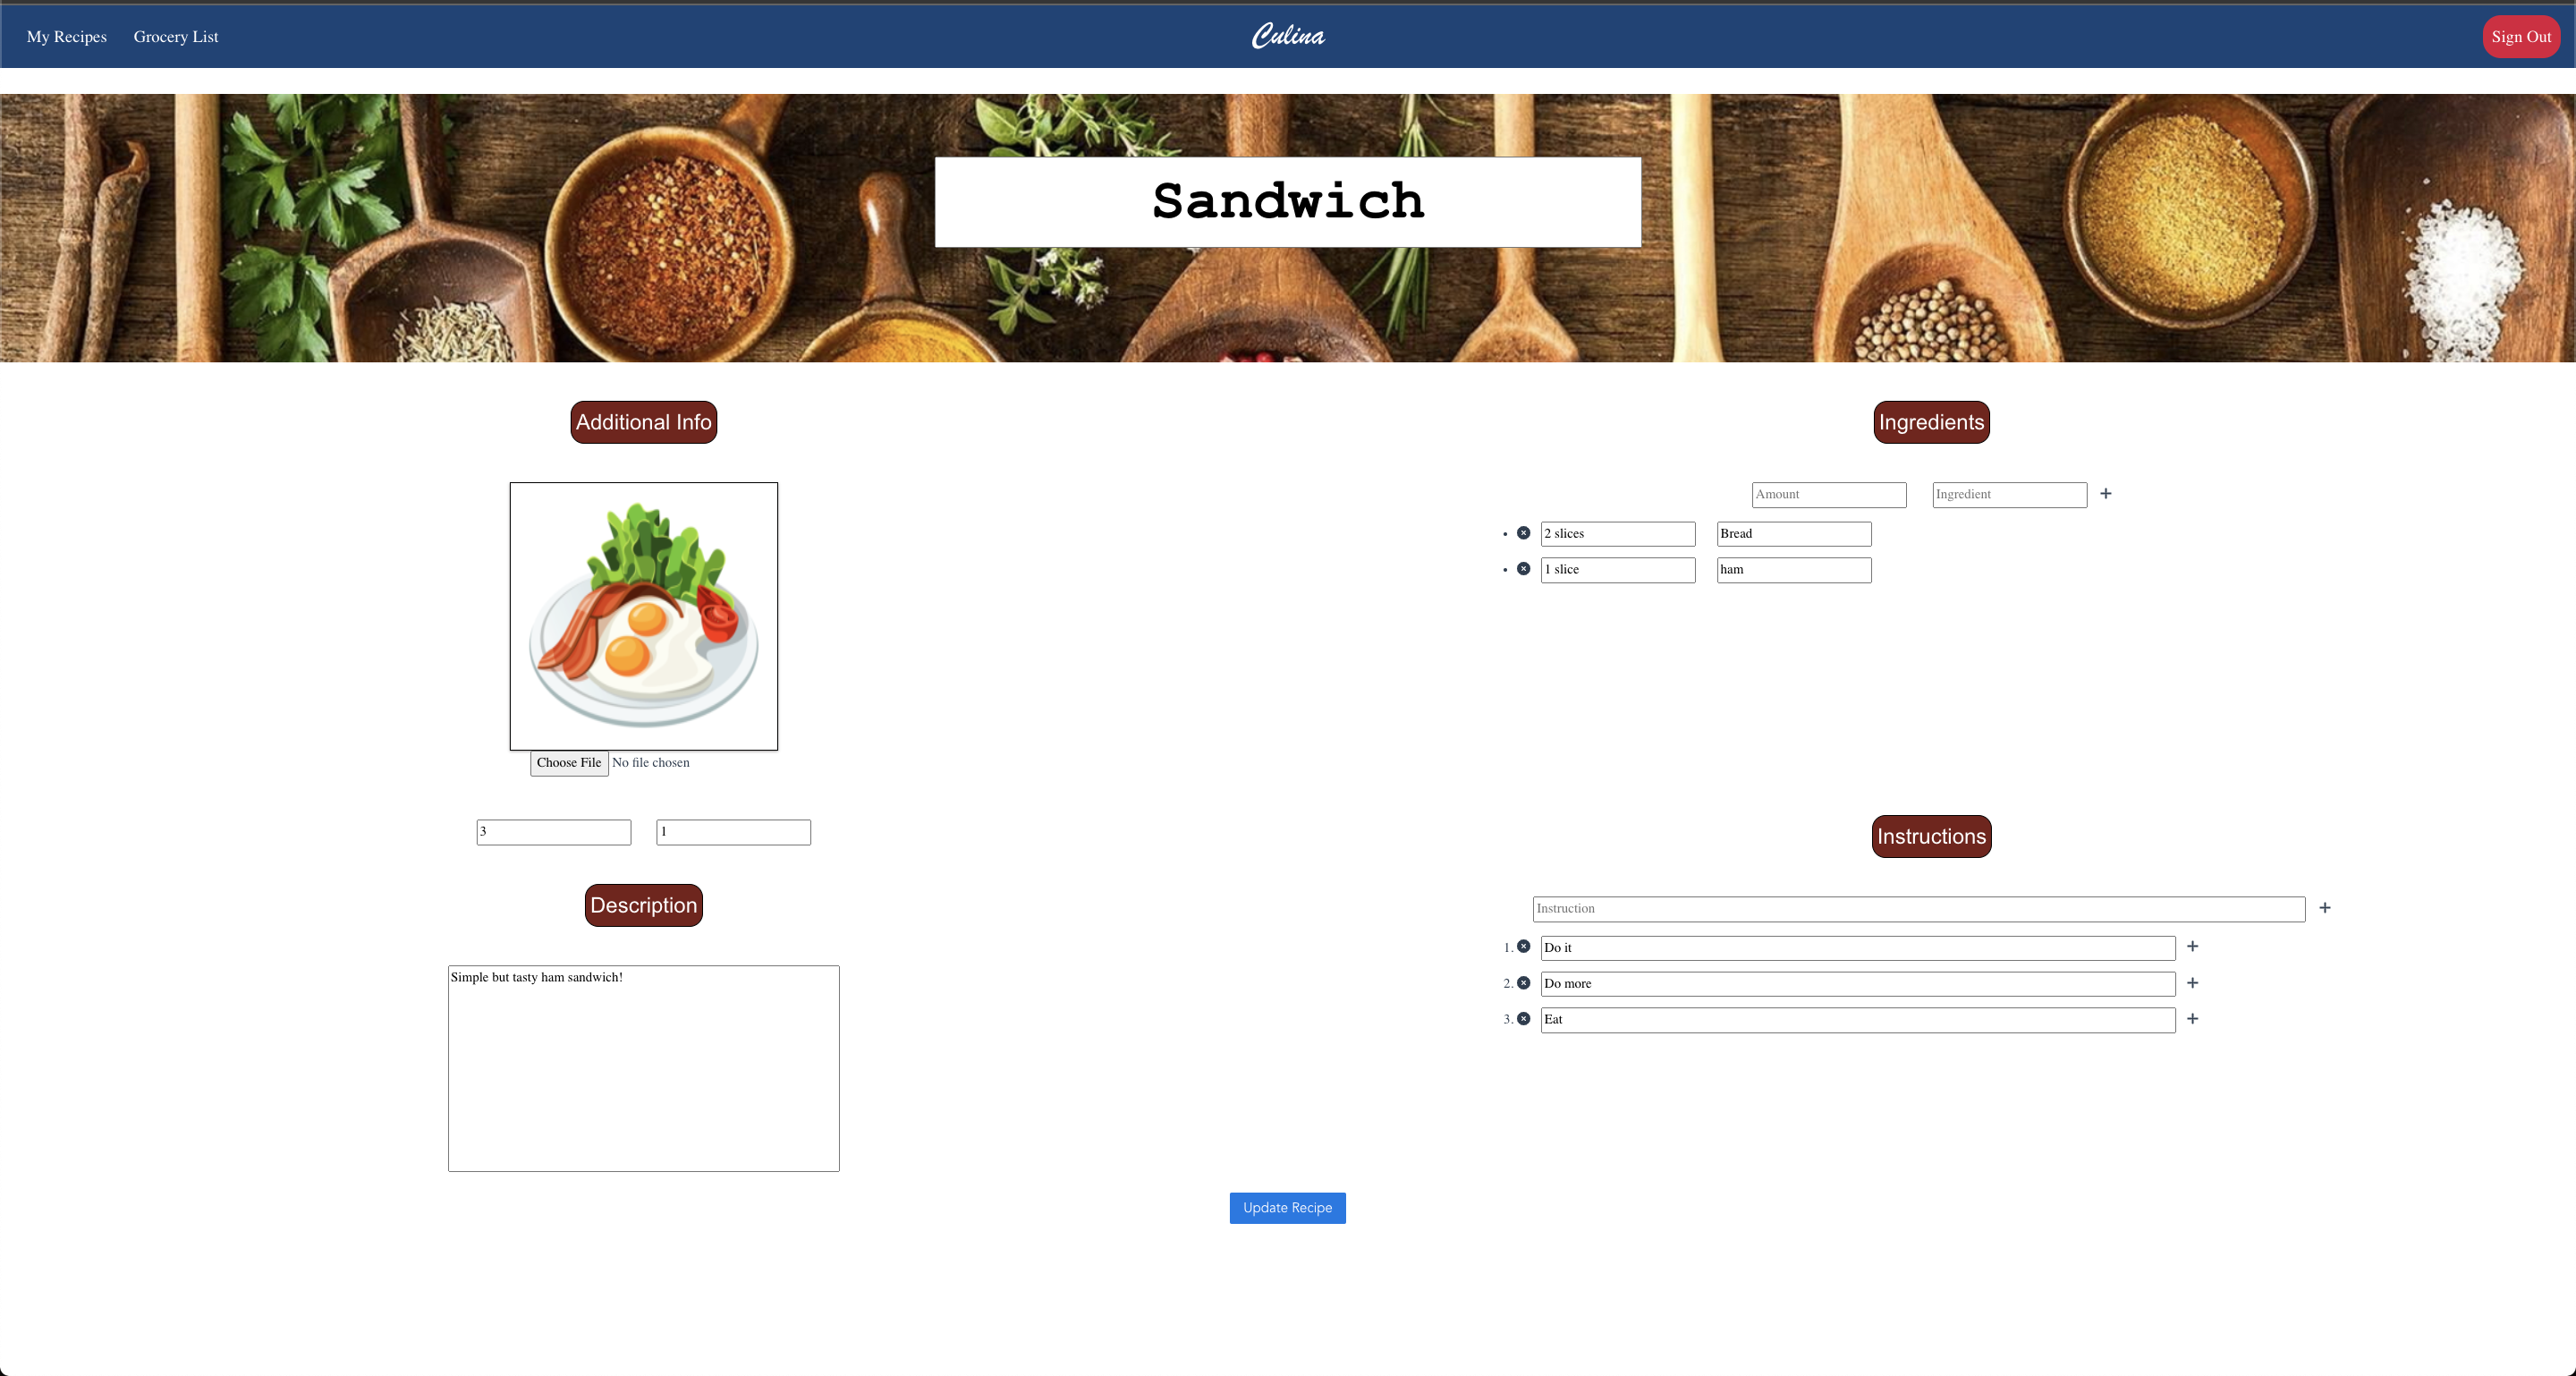 My Recipes Grocery List Culina Sign Out
Sandwich
Additional Info
Choose File No file chosen
3 1
Description
Simple but tasty ham sandwich!
Ingredients
Amount Ingredient
2 slices Bread
1 slice ham
Instructions
Instruction
1. Do it
2. Do more
3. Eat
Update Recipe